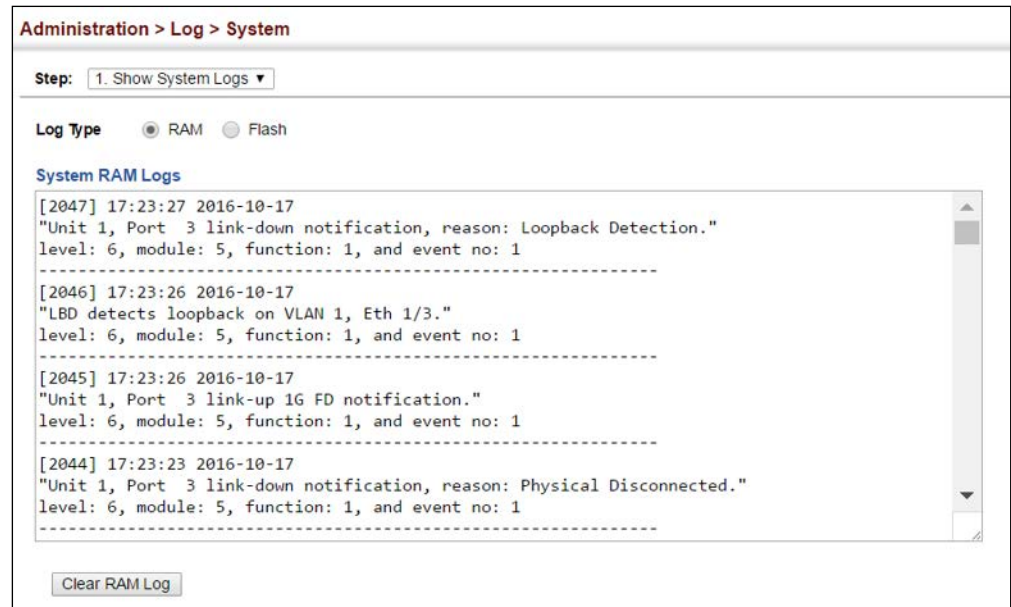 Administration > Log > System
Step: 1. Show System Logs ▼
Log Type RAM Flash
System RAM Logs
[2047] 17:23:27 2016-10-17
"Unit 1, Port  3 link-down notification, reason: Loopback Detection."
level: 6, module: 5, function: 1, and event no: 1
----------------------------------------------------------------
[2046] 17:23:26 2016-10-17
"LBD detects loopback on VLAN 1, Eth 1/3."
level: 6, module: 5, function: 1, and event no: 1
----------------------------------------------------------------
[2045] 17:23:26 2016-10-17
"Unit 1, Port  3 link-up 1G FD notification."
level: 6, module: 5, function: 1, and event no: 1
----------------------------------------------------------------
[2044] 17:23:23 2016-10-17
"Unit 1, Port  3 link-down notification, reason: Physical Disconnected."
level: 6, module: 5, function: 1, and event no: 1
----------------------------------------------------------------
Clear RAM Log